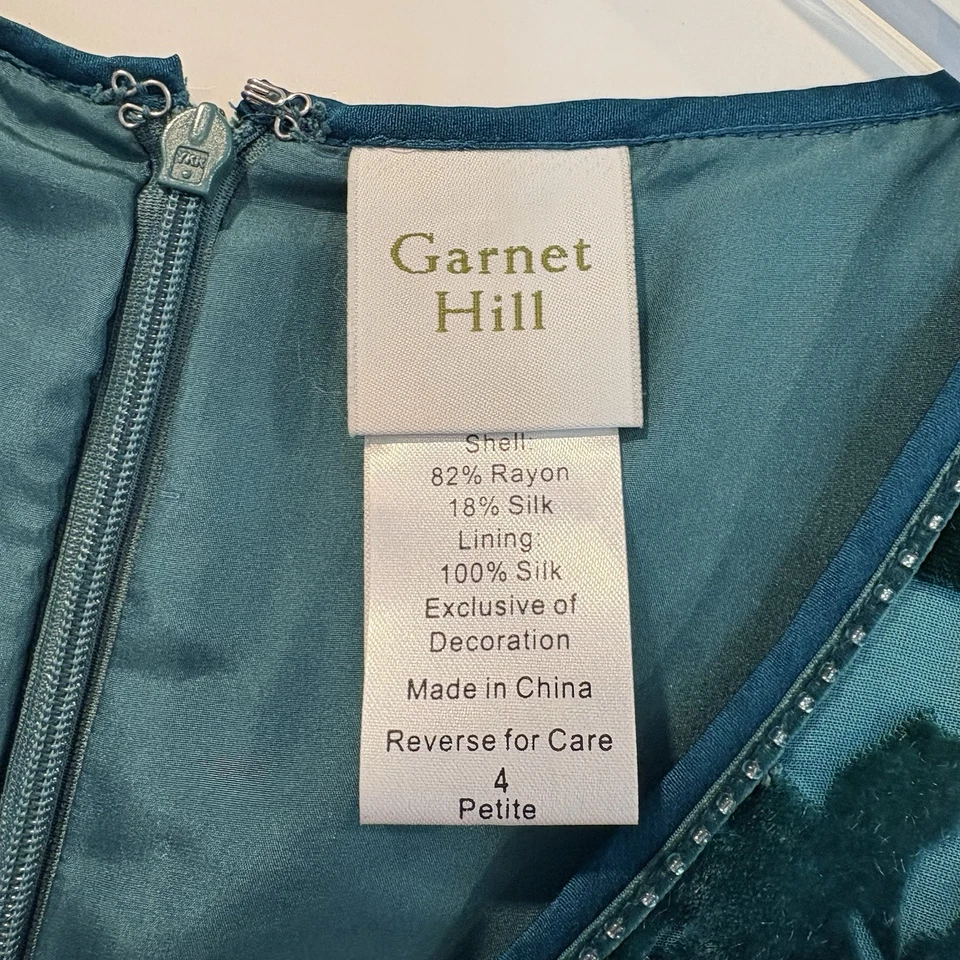 YKK
Garnet
Hill
Shell:
82% Rayon
18% Silk
Lining:
100% Silk
Exclusive of
Decoration
Made in China
Reverse for Care
4
Petite